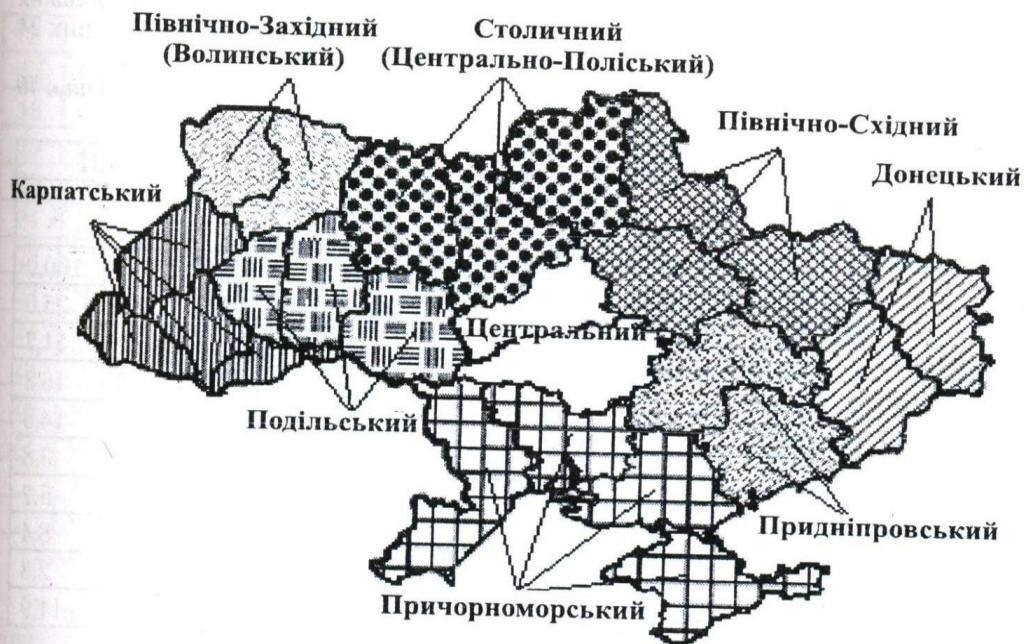 Північно-Західний
(Волинський)
Столичний
(Центрально-Поліський)
Північно-Східний
Донецький
Карпатський
Центральний
Подільський
Придніпровський
Причорноморський